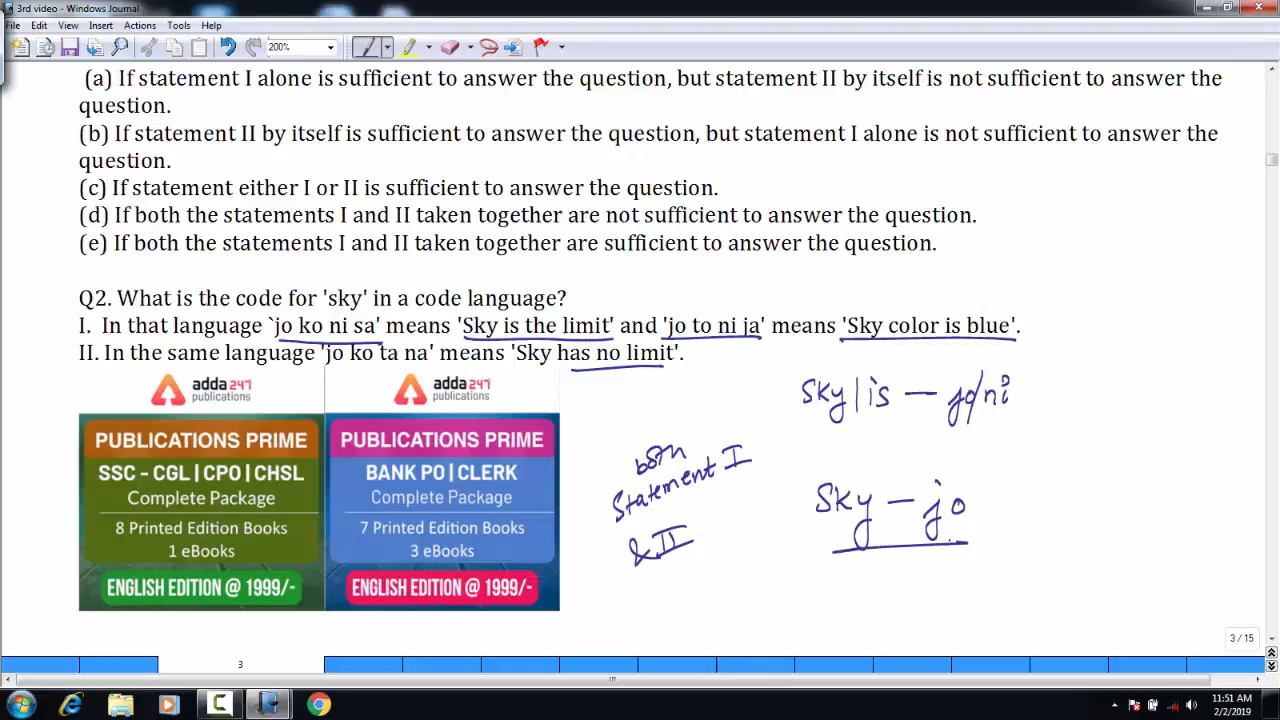 3rd video - Windows Journal
File Edit View Insert Actions Tools Help
200%
(a) If statement I alone is sufficient to answer the question, but statement II by itself is not sufficient to answer the
question.
(b) If statement II by itself is sufficient to answer the question, but statement I alone is not sufficient to answer the
question.
(c) If statement either I or II is sufficient to answer the question.
(d) If both the statements I and II taken together are not sufficient to answer the question.
(e) If both the statements I and II taken together are sufficient to answer the question.
Q2. What is the code for 'sky' in a code language?
I. In that language `jo ko ni sa' means 'Sky is the limit' and 'jo to ni ja' means 'Sky color is blue'.
II. In the same language 'jo ko ta na' means 'Sky has no limit'.
adda247
publications
PUBLICATIONS PRIME
SSC - CGL | CPO | CHSL
Complete Package
8 Printed Edition Books
1 eBooks
ENGLISH EDITION @ 1999/-
adda247
publications
PUBLICATIONS PRIME
BANK PO | CLERK
Complete Package
7 Printed Edition Books
3 eBooks
ENGLISH EDITION @ 1999/-
both
Statement I
& II
Sky | is — jo/ni
Sky — jo
3 / 15
3
11:51 AM
2/2/2019